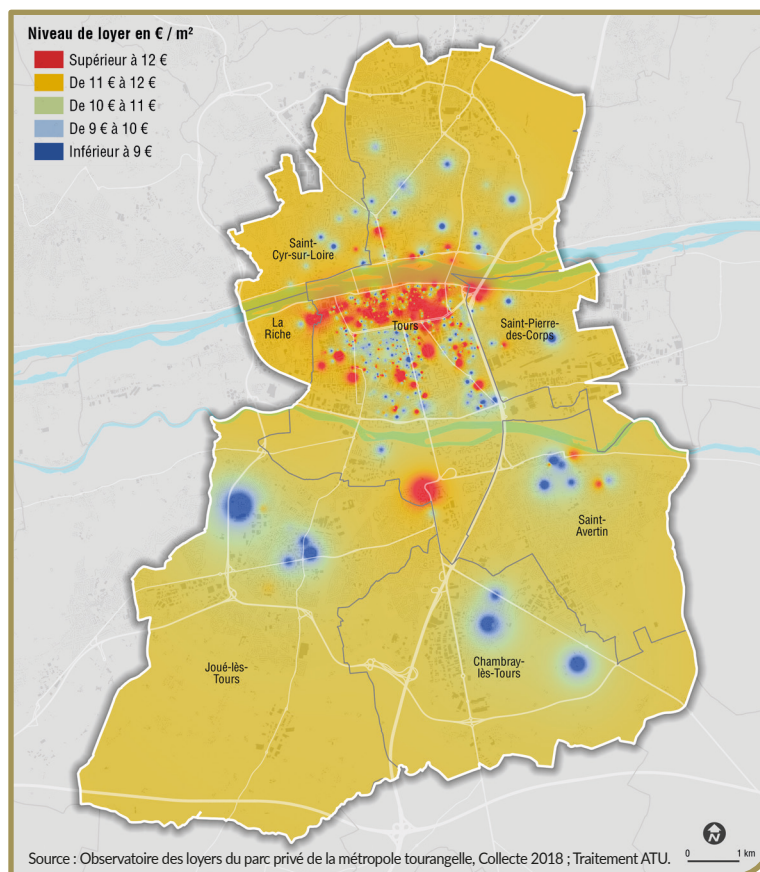 Niveau de loyer en € / m²
Supérieur à 12 €
De 11 € à 12 €
De 10 € à 11 €
De 9 € à 10 €
Inférieur à 9 €
Saint-
Cyr-sur-Loire
La
Riche
Tours
Saint-Pierre-
des-Corps
Saint-
Avertin
Joué-lès-
Tours
Chambray-
lès-Tours
N
0 1 km
Source : Observatoire des loyers du parc privé de la métropole tourangelle, Collecte 2018 ; Traitement ATU.